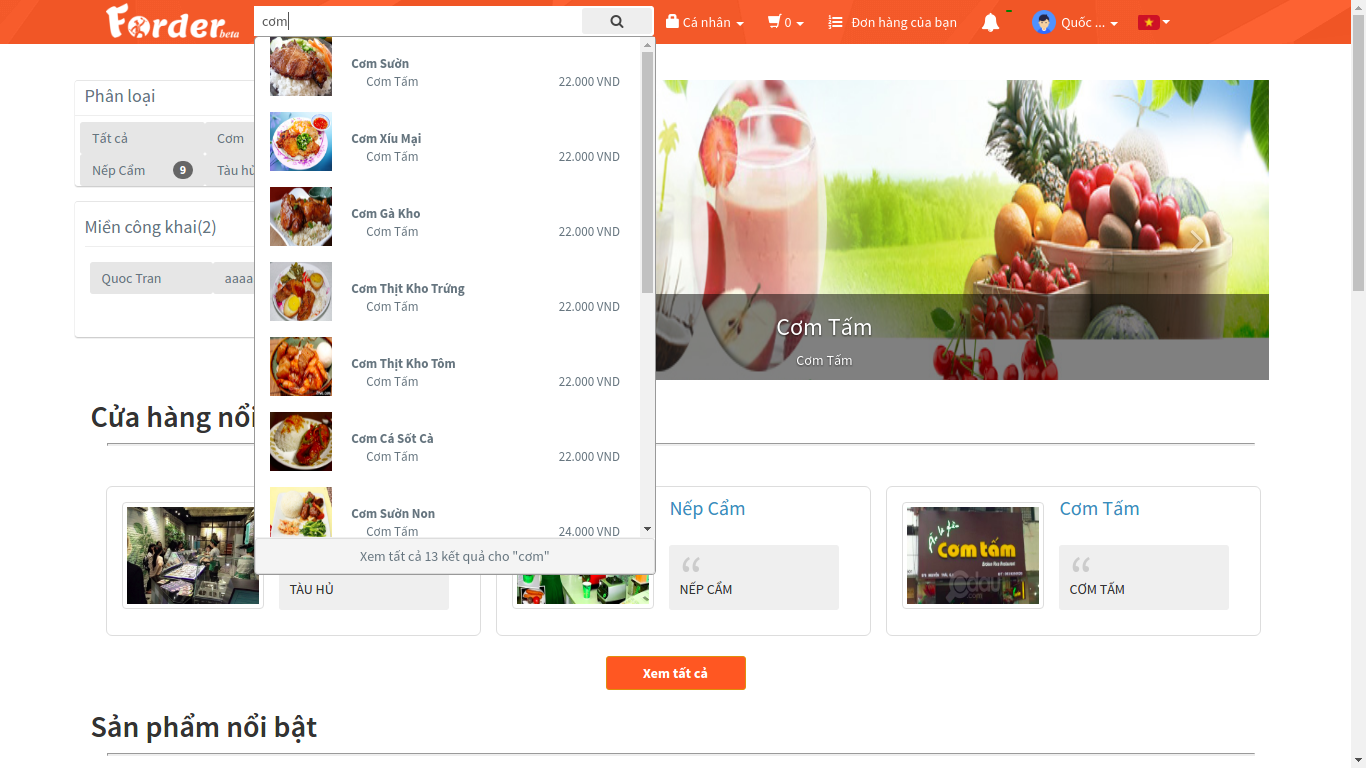 Forder beta
cơm
Cá nhân
0
Đơn hàng của bạn
Quốc ...
Phân loại
Tất cả
Cơm
Nếp Cẩm
9
Tàu hủ
Miền công khai(2)
Quoc Tran
aaaa
Cơm Sườn
Cơm Tấm
22.000 VND
Cơm Xíu Mại
Cơm Tấm
22.000 VND
Cơm Gà Kho
Cơm Tấm
22.000 VND
Cơm Thịt Kho Trứng
Cơm Tấm
22.000 VND
Cơm Thịt Kho Tôm
Cơm Tấm
22.000 VND
Cơm Cá Sốt Cà
Cơm Tấm
22.000 VND
Cơm Sườn Non
Cơm Tấm
24.000 VND
Xem tất cả 13 kết quả cho "cơm"
Cơm Tấm
Cơm Tấm
Cửa hàng nổi
TÀU HỦ
Nếp Cẩm
NẾP CẨM
Cơm tấm
Cơm Tấm
CƠM TẤM
Xem tất cả
Sản phẩm nổi bật